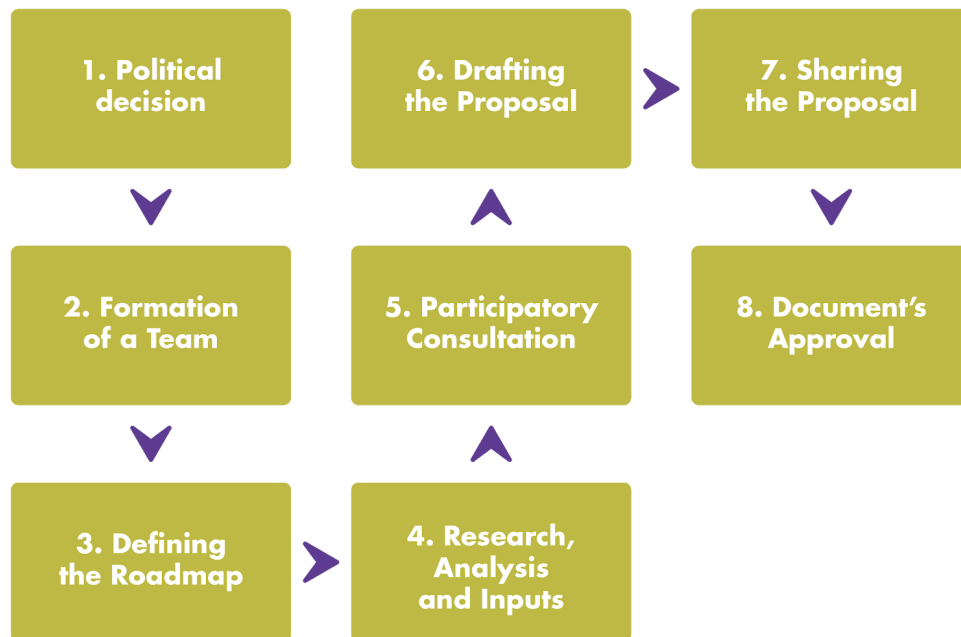 1. Political
decision
2. Formation
of a Team
3. Defining
the Roadmap
4. Research,
Analysis
and Inputs
5. Participatory
Consultation
6. Drafting
the Proposal
7. Sharing
the Proposal
8. Document’s
Approval